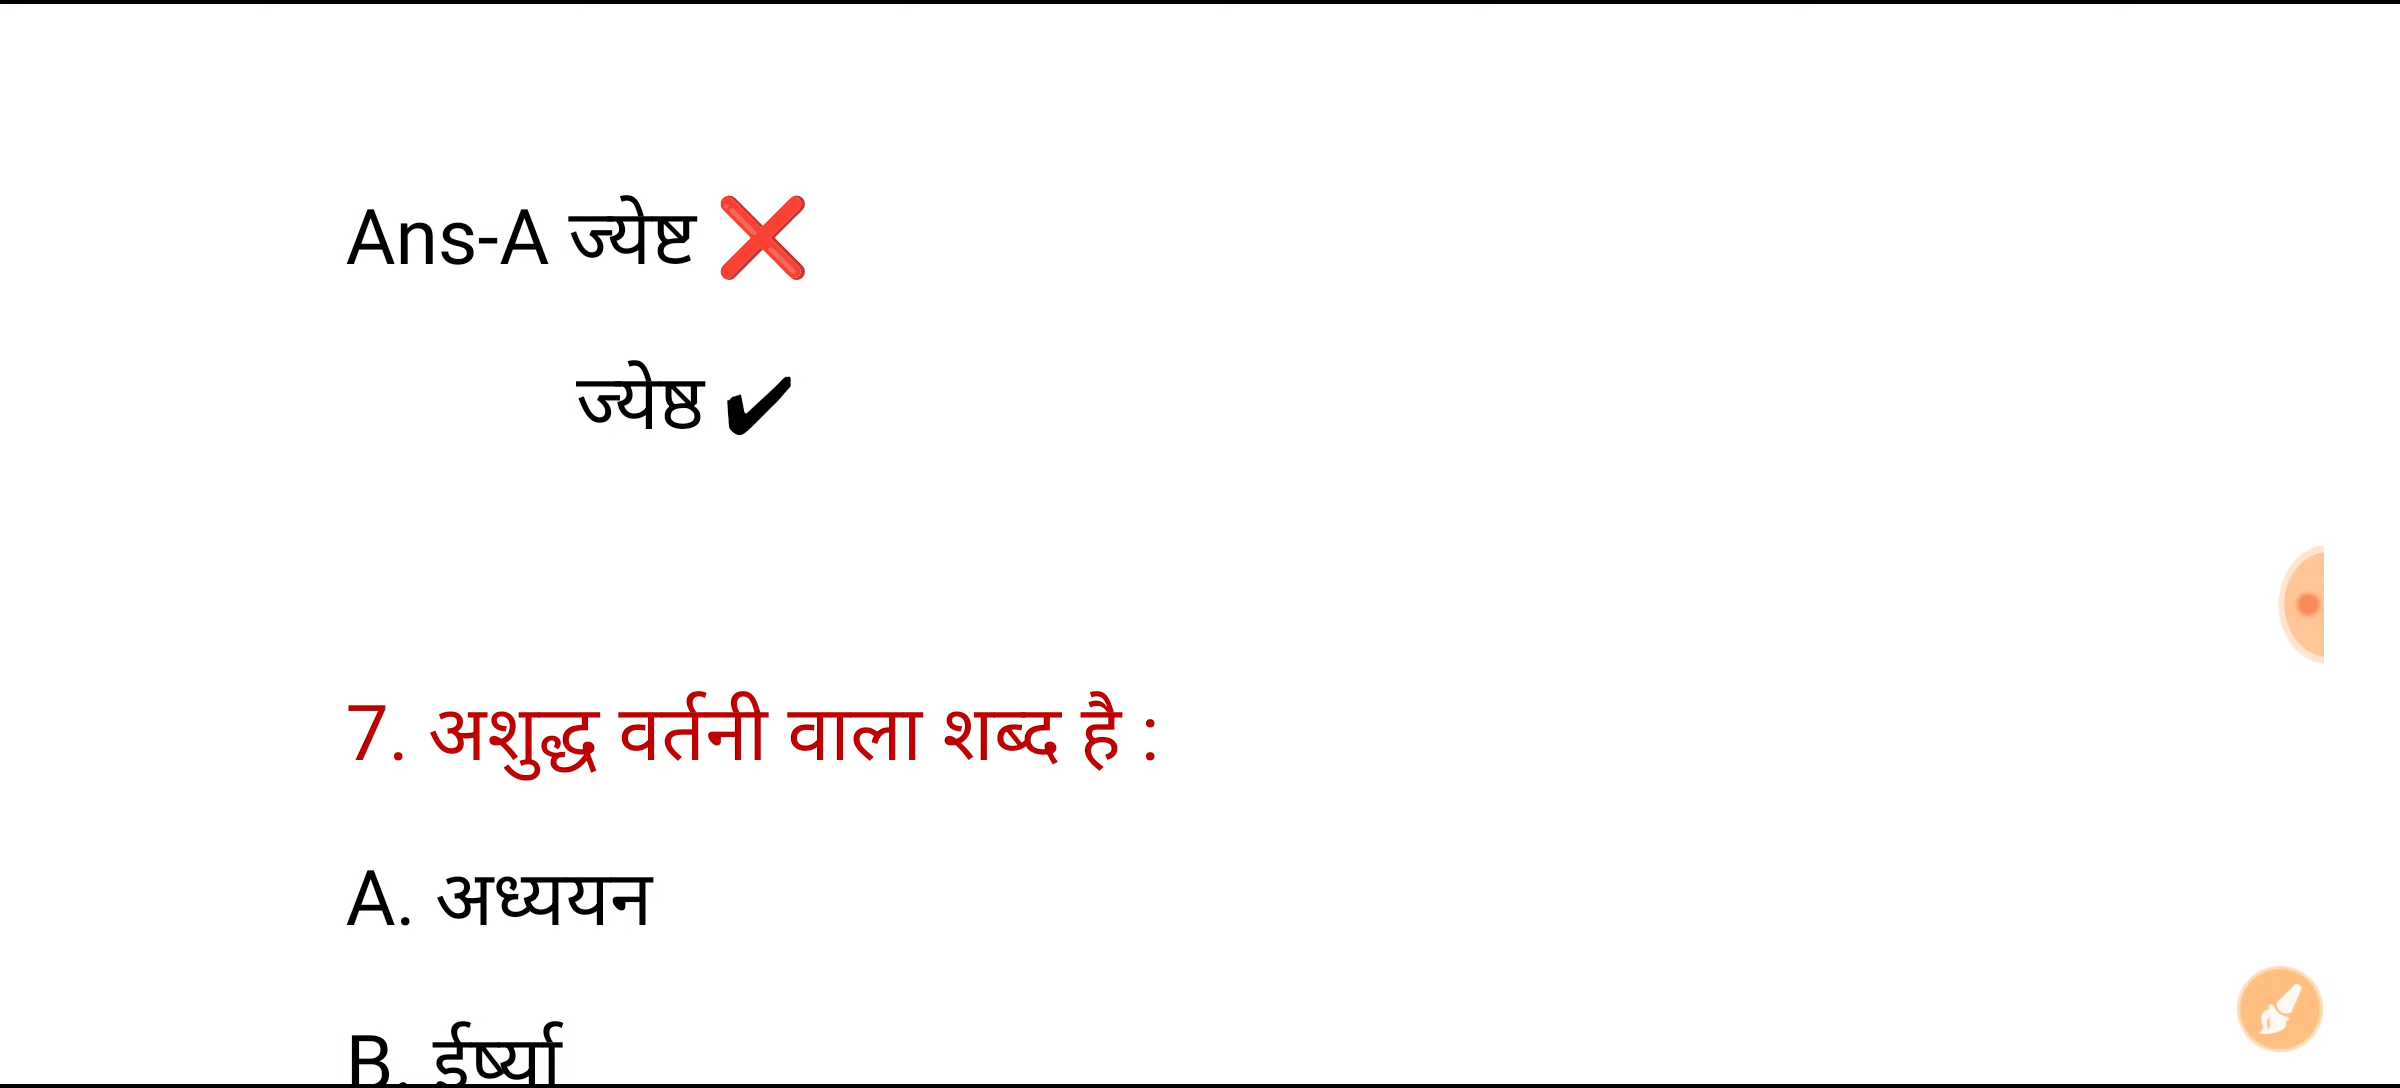 Ans-A ज्येष्ट ❌
ज्येष्ठ ✔
7. अशुद्ध वर्तनी वाला शब्द है :
A. अध्ययन
B. ईर्ष्या